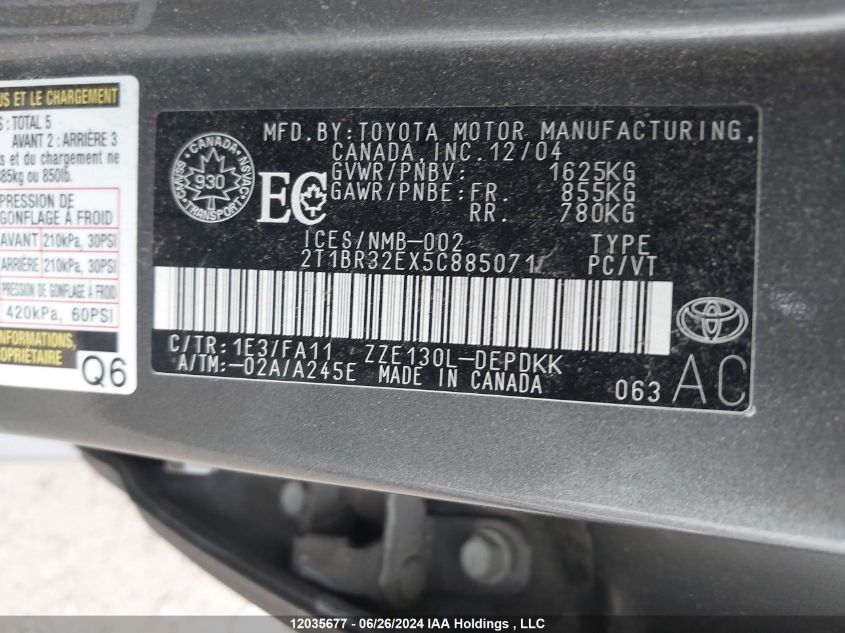 US ET LE CHARGEMENT
S : TOTAL 5
AVANT 2 : ARRIÈRE 3
s et du chargement ne
385kg ou 850lb.
PRESSION DE
GONFLAGE À FROID
AVANT 210kPa, 30PSI
ARRIÈRE 210kPa, 30PSI
PRESSION DE GONFLAGE À FROID
420kPa, 60PSI
INFORMATIONS,
PROPRIÉTAIRE
Q6
CANADA
NSVAC
930
TRANSPORT
CMVSS
EC
MFD. BY: TOYOTA MOTOR MANUFACTURING,
CANADA, INC. 12/04
GVWR/PNBV: 1625KG
GAWR/PNBE: FR. 855KG
RR. 780KG
ICES/NMB-002 TYPE
2T1BR32EX5C885071 PC/VT
C/TR: 1E3/FA11 ZZE130L-DEPDKK
A/TM:-02A/A245E MADE IN CANADA
063 AC
12035677 - 06/26/2024 IAA Holdings , LLC